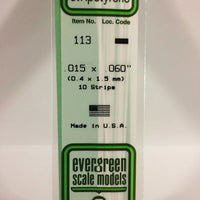 Item No. Loc. Code
113
.015 x .060"
(0.4 x 1.5 mm)
10 Strips
Made in U.S.A.
evergreen
scale models